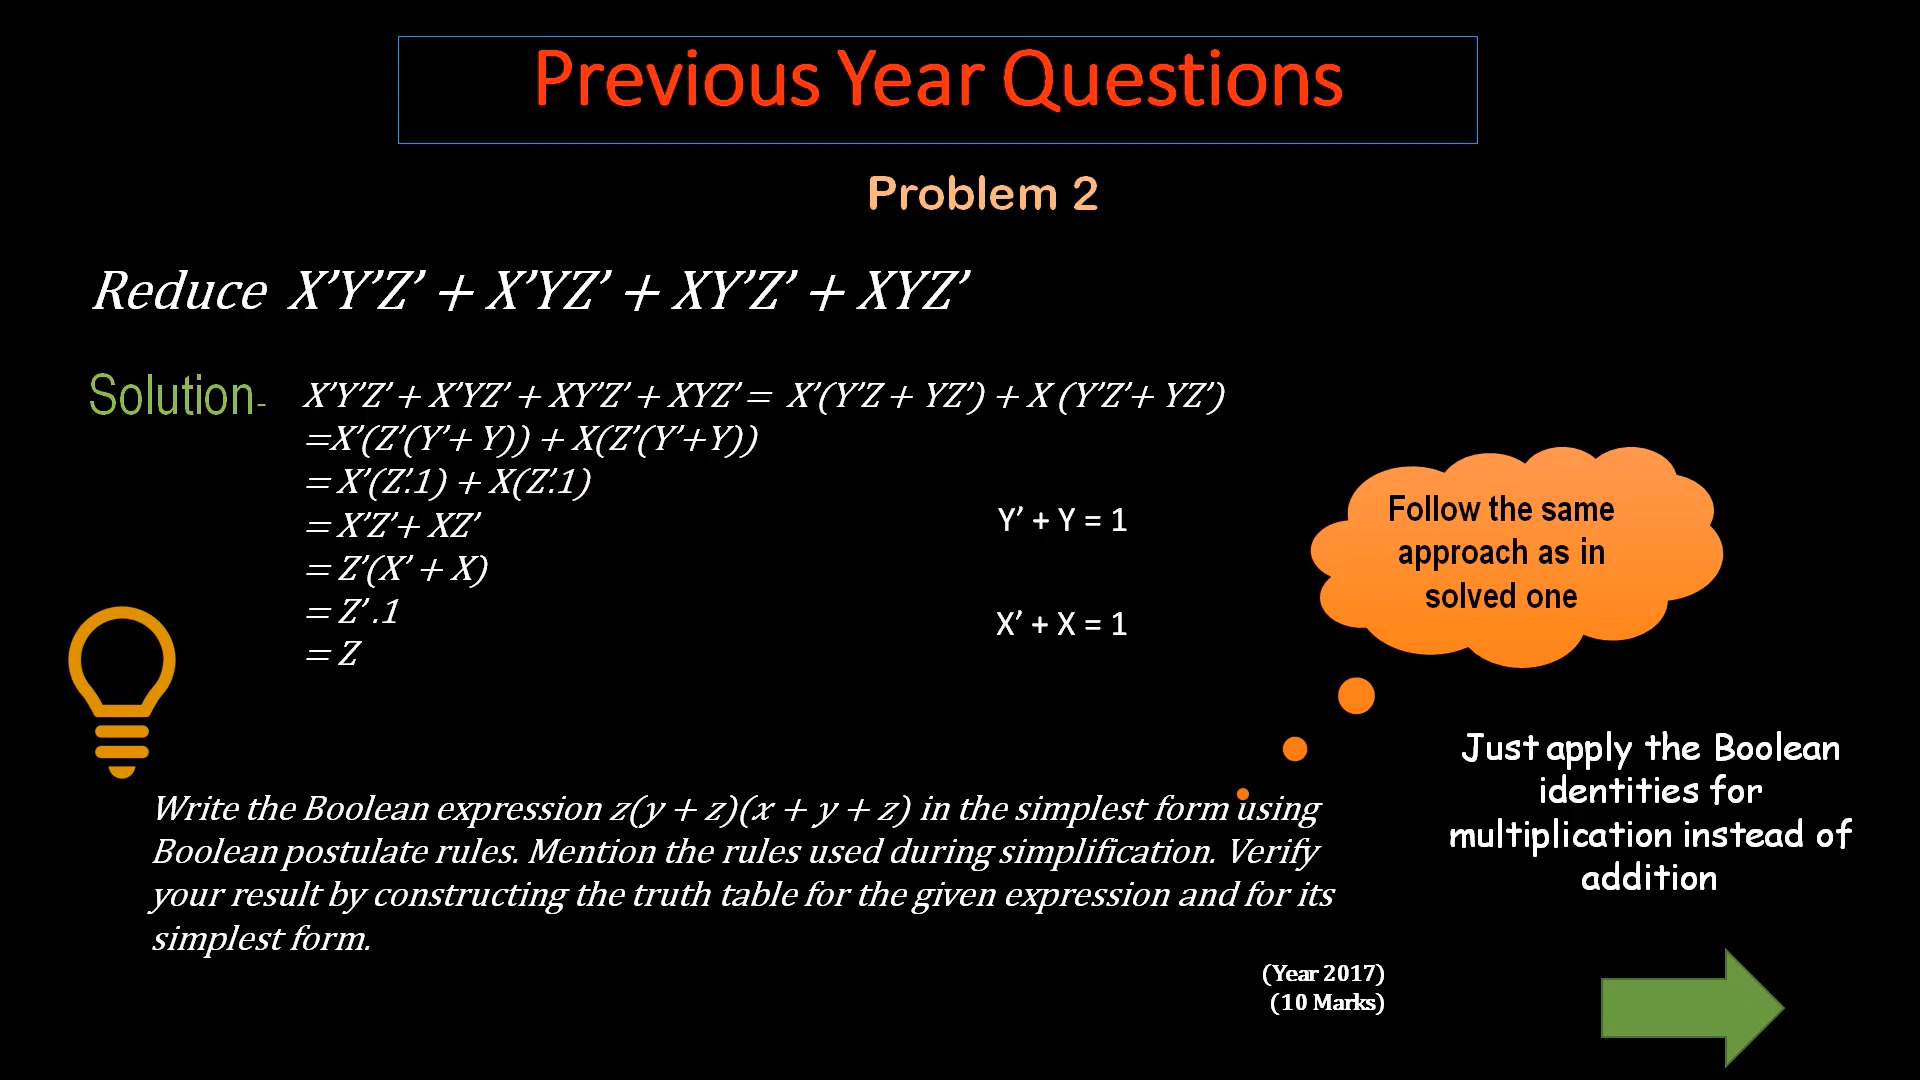 Previous Year Questions
Problem 2
Reduce X’Y’Z’ + X’YZ’ + XY’Z’ + XYZ’
Solution-
X’Y’Z’ + X’YZ’ + XY’Z’ + XYZ’ = X’(Y’Z + YZ’) + X (Y’Z’+ YZ’)
=X’(Z’(Y’+ Y)) + X(Z’(Y’+Y))
= X’(Z’.1) + X(Z’.1)
= X’Z’+ XZ’
= Z’(X’ + X)
= Z’ .1
= Z
Y’ + Y = 1
X’ + X = 1
Follow the same
approach as in
solved one
Just apply the Boolean
identities for
multiplication instead of
addition
Write the Boolean expression z(y + z)(x + y + z) in the simplest form using
Boolean postulate rules. Mention the rules used during simplification. Verify
your result by constructing the truth table for the given expression and for its
simplest form.
(Year 2017)
(10 Marks)